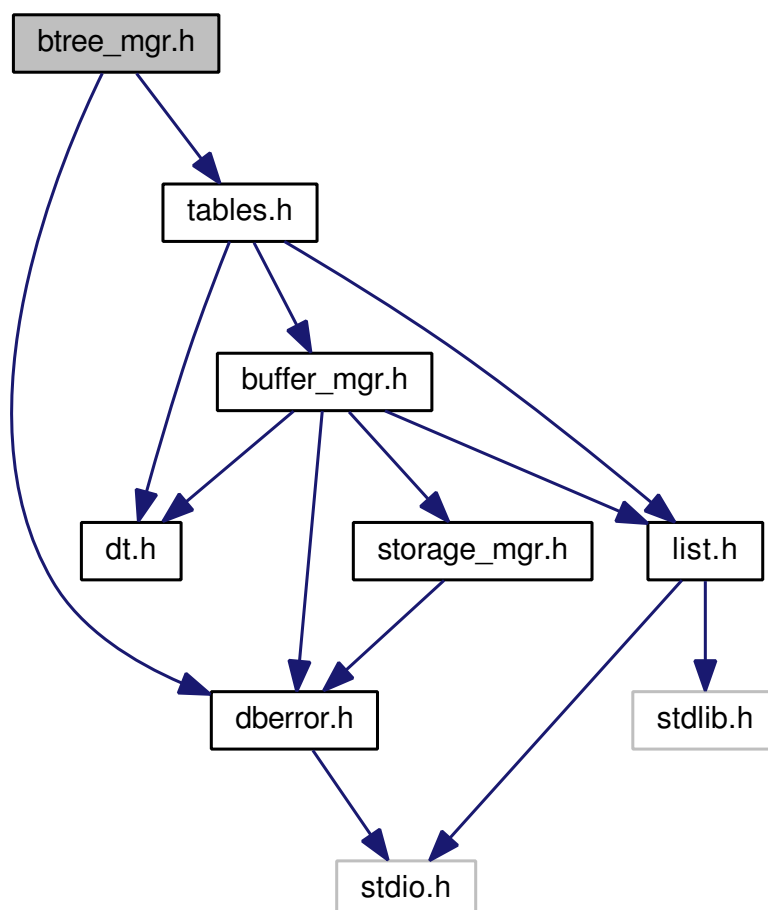 btree_mgr.h
tables.h
buffer_mgr.h
dt.h
storage_mgr.h
list.h
dberror.h
stdlib.h
stdio.h